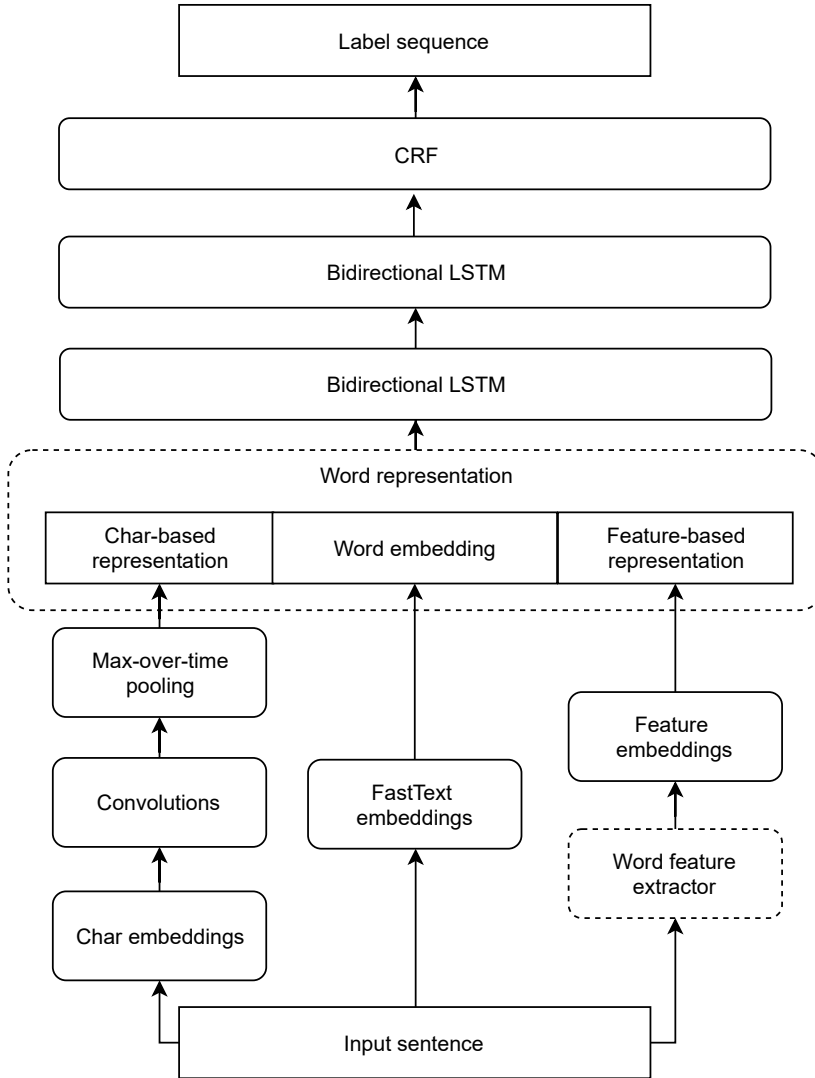 Label sequence
CRF
Bidirectional LSTM
Bidirectional LSTM
Word representation
Char-based
representation
Word embedding
Feature-based
representation
Max-over-time
pooling
Feature
embeddings
Convolutions
FastText
embeddings
Word feature
extractor
Char embeddings
Input sentence